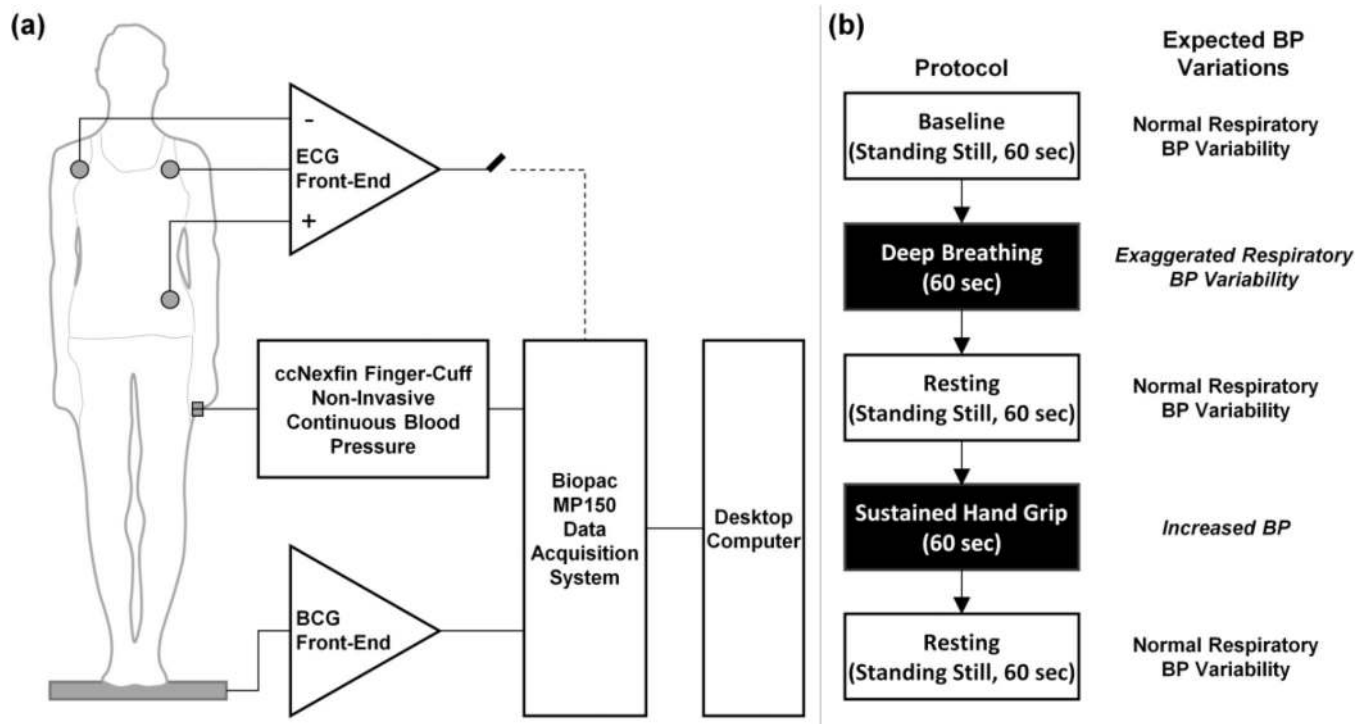 (a)
-
ECG
Front-End
+
ccNexfin Finger-Cuff
Non-Invasive
Continuous Blood
Pressure
Biopac
MP150
Data
Acquisition
System
Desktop
Computer
BCG
Front-End
(b)
Protocol
Expected BP
Variations
Baseline
(Standing Still, 60 sec)
Normal Respiratory
BP Variability
Deep Breathing
(60 sec)
Exaggerated Respiratory
BP Variability
Resting
(Standing Still, 60 sec)
Normal Respiratory
BP Variability
Sustained Hand Grip
(60 sec)
Increased BP
Resting
(Standing Still, 60 sec)
Normal Respiratory
BP Variability